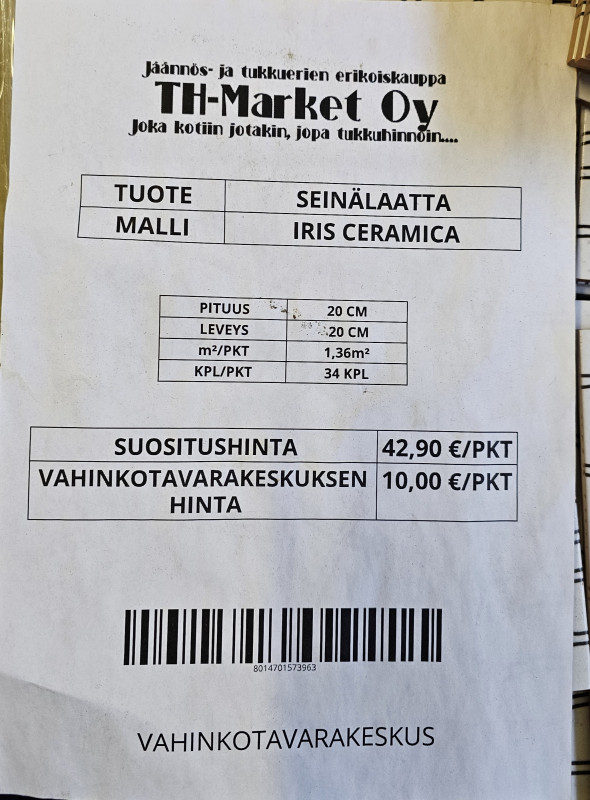 Jäännös- ja tukkuerien erikoiskauppa
TH-Market Oy
Joka kotiin jotakin, jopa tukkuhinnoin....
TUOTE SEINÄLAATTA
MALLI IRIS CERAMICA
PITUUS 20 CM
LEVEYS 20 CM
m²/PKT 1,36m²
KPL/PKT 34 KPL
SUOSITUSHINTA 42,90 €/PKT
VAHINKOTAVARAKESKUKSEN 10,00 €/PKT
HINTA
8014701573963
VAHINKOTAVARAKESKUS